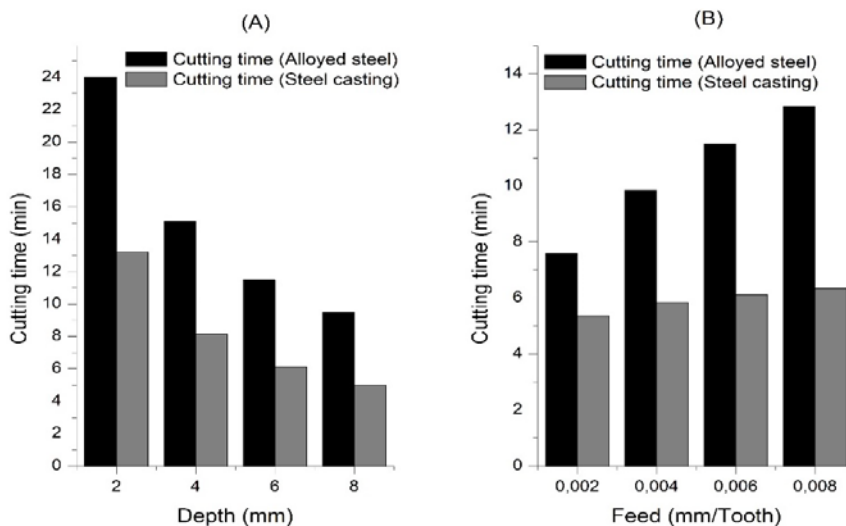 (A)
Cutting time (Alloyed steel)
Cutting time (Steel casting)
24
22
20
18
16
14
12
10
8
6
4
2
0
Cutting time (min)
2 4 6 8
Depth (mm)
(B)
Cutting time (Alloyed steel)
Cutting time (Steel casting)
14
12
10
8
6
4
2
0
Cutting time (min)
0,002 0,004 0,006 0,008
Feed (mm/Tooth)